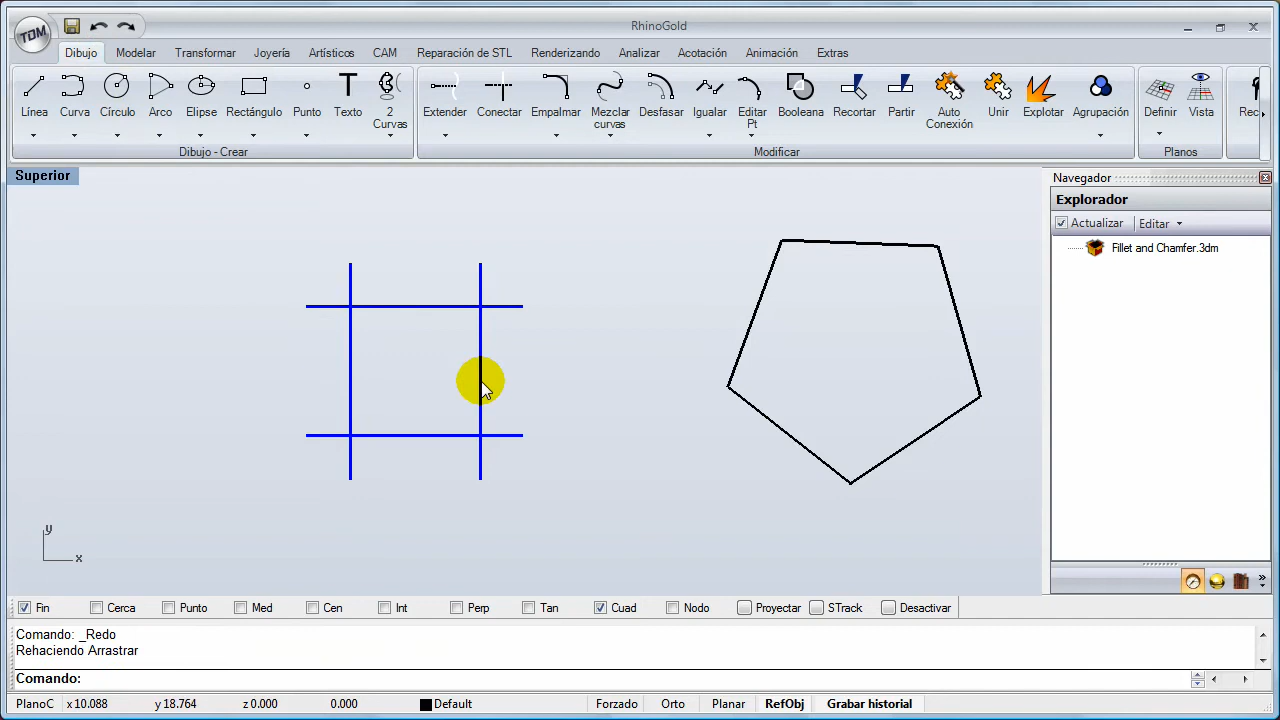 RhinoGold
TDM
Dibujo Modelar Transformar Joyería Artísticos CAM Reparación de STL Renderizando Analizar Acotación Animación Extras
Línea Curva Círculo Arco Elipse Rectángulo Punto Texto 2 Curvas Extender Conectar Empalmar Mezclar curvas Desfasar Igualar Editar Pt Booleana Recortar Partir Auto Conexión Unir Explotar Agrupación Definir Vista
Dibujo - Crear Modificar Planos
Superior
Navegador
Explorador
Actualizar Editar
Fillet and Chamfer.3dm
y
x
Fin Cerca Punto Med Cen Int Perp Tan Cuad Nodo Proyectar STrack Desactivar
Comando: _Redo
Rehaciendo Arrastrar
Comando:
PlanoC x 10.088 y 18.764 z 0.000 0.000 Default Forzado Orto Planar RefObj Grabar historial